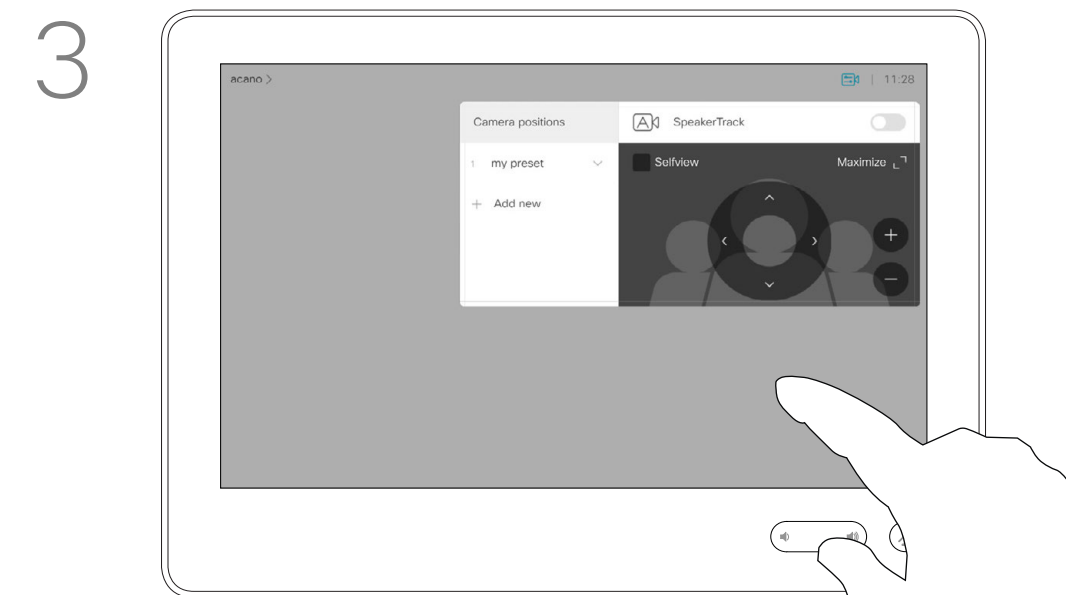 3
acano >
11:28
Camera positions
SpeakerTrack
1 my preset
Selfview
Maximize
+ Add new